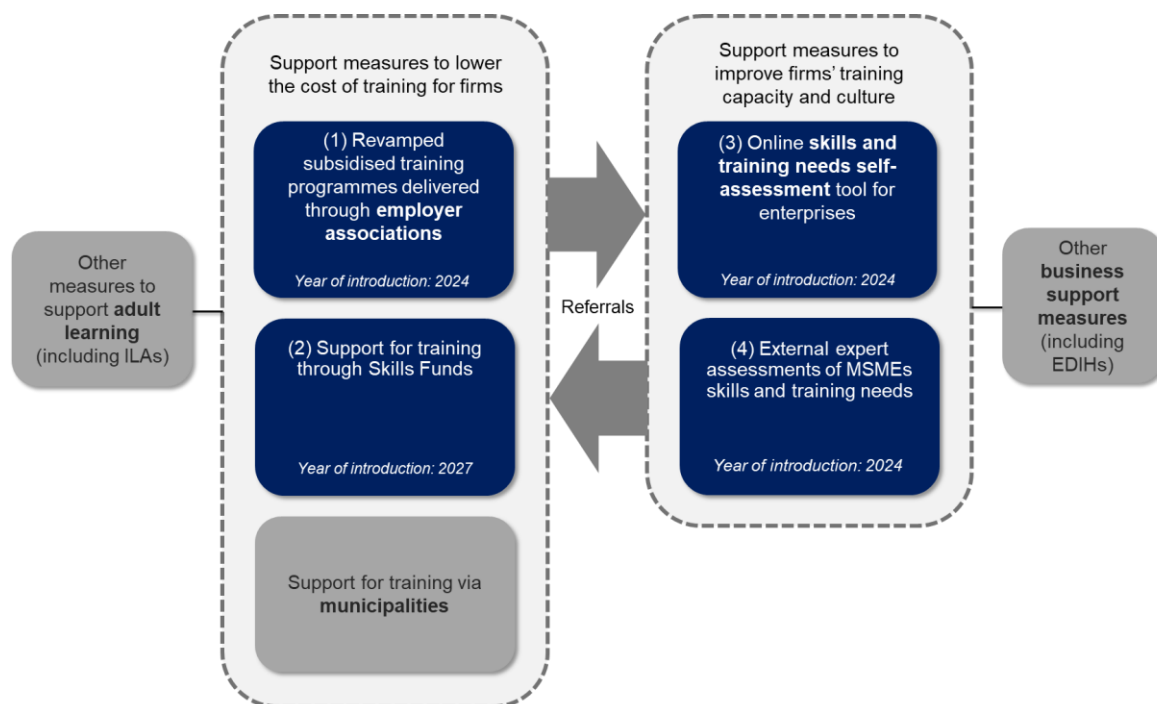 Support measures to lower
the cost of training for firms
(1) Revamped
subsidised training
programmes delivered
through employer
associations
Year of introduction: 2024
(2) Support for training
through Skills Funds
Year of introduction: 2027
Support for training via
municipalities
Other
measures to
support adult
learning
(including ILAs)
Referrals
Support measures to
improve firms’ training
capacity and culture
(3) Online skills and
training needs self-
assessment tool for
enterprises
Year of introduction: 2024
(4) External expert
assessments of MSMEs
skills and training needs
Year of introduction: 2024
Other
business
support
measures
(including
EDIHs)